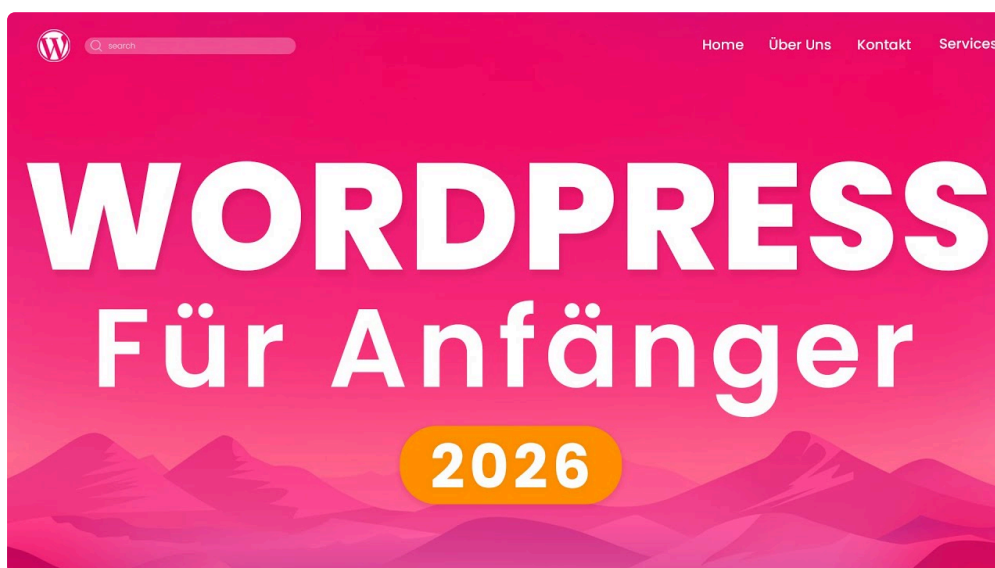 search
Home Über Uns Kontakt Services
WORDPRESS
Für Anfänger
2026